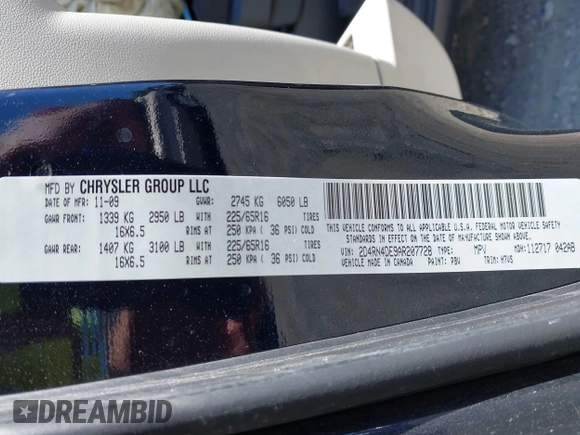 MFD BY CHRYSLER GROUP LLC
DATE OF MFR: 11-09 GVWR: 2745 KG 6050 LB
GAWR FRONT: 1339 KG 2950 LB WITH 225/65R16 TIRES
16X6.5 RIMS AT 250 KPA ( 36 PSI) COLD
GAWR REAR: 1407 KG 3100 LB WITH 225/65R16 TIRES
16X6.5 RIMS AT 250 KPA ( 36 PSI) COLD
THIS VEHICLE CONFORMS TO ALL APPLICABLE U.S.A. FEDERAL MOTOR VEHICLE SAFETY
STANDARDS IN EFFECT ON THE DATE OF MANUFACTURE SHOWN ABOVE.
VIN: 2D4RN4DE9AR207728 TYPE: MPV MDH: 112717 042AB
VEHICLE MADE IN CANADA PAINT: PBV TRIM: H7V5
DREAMBID